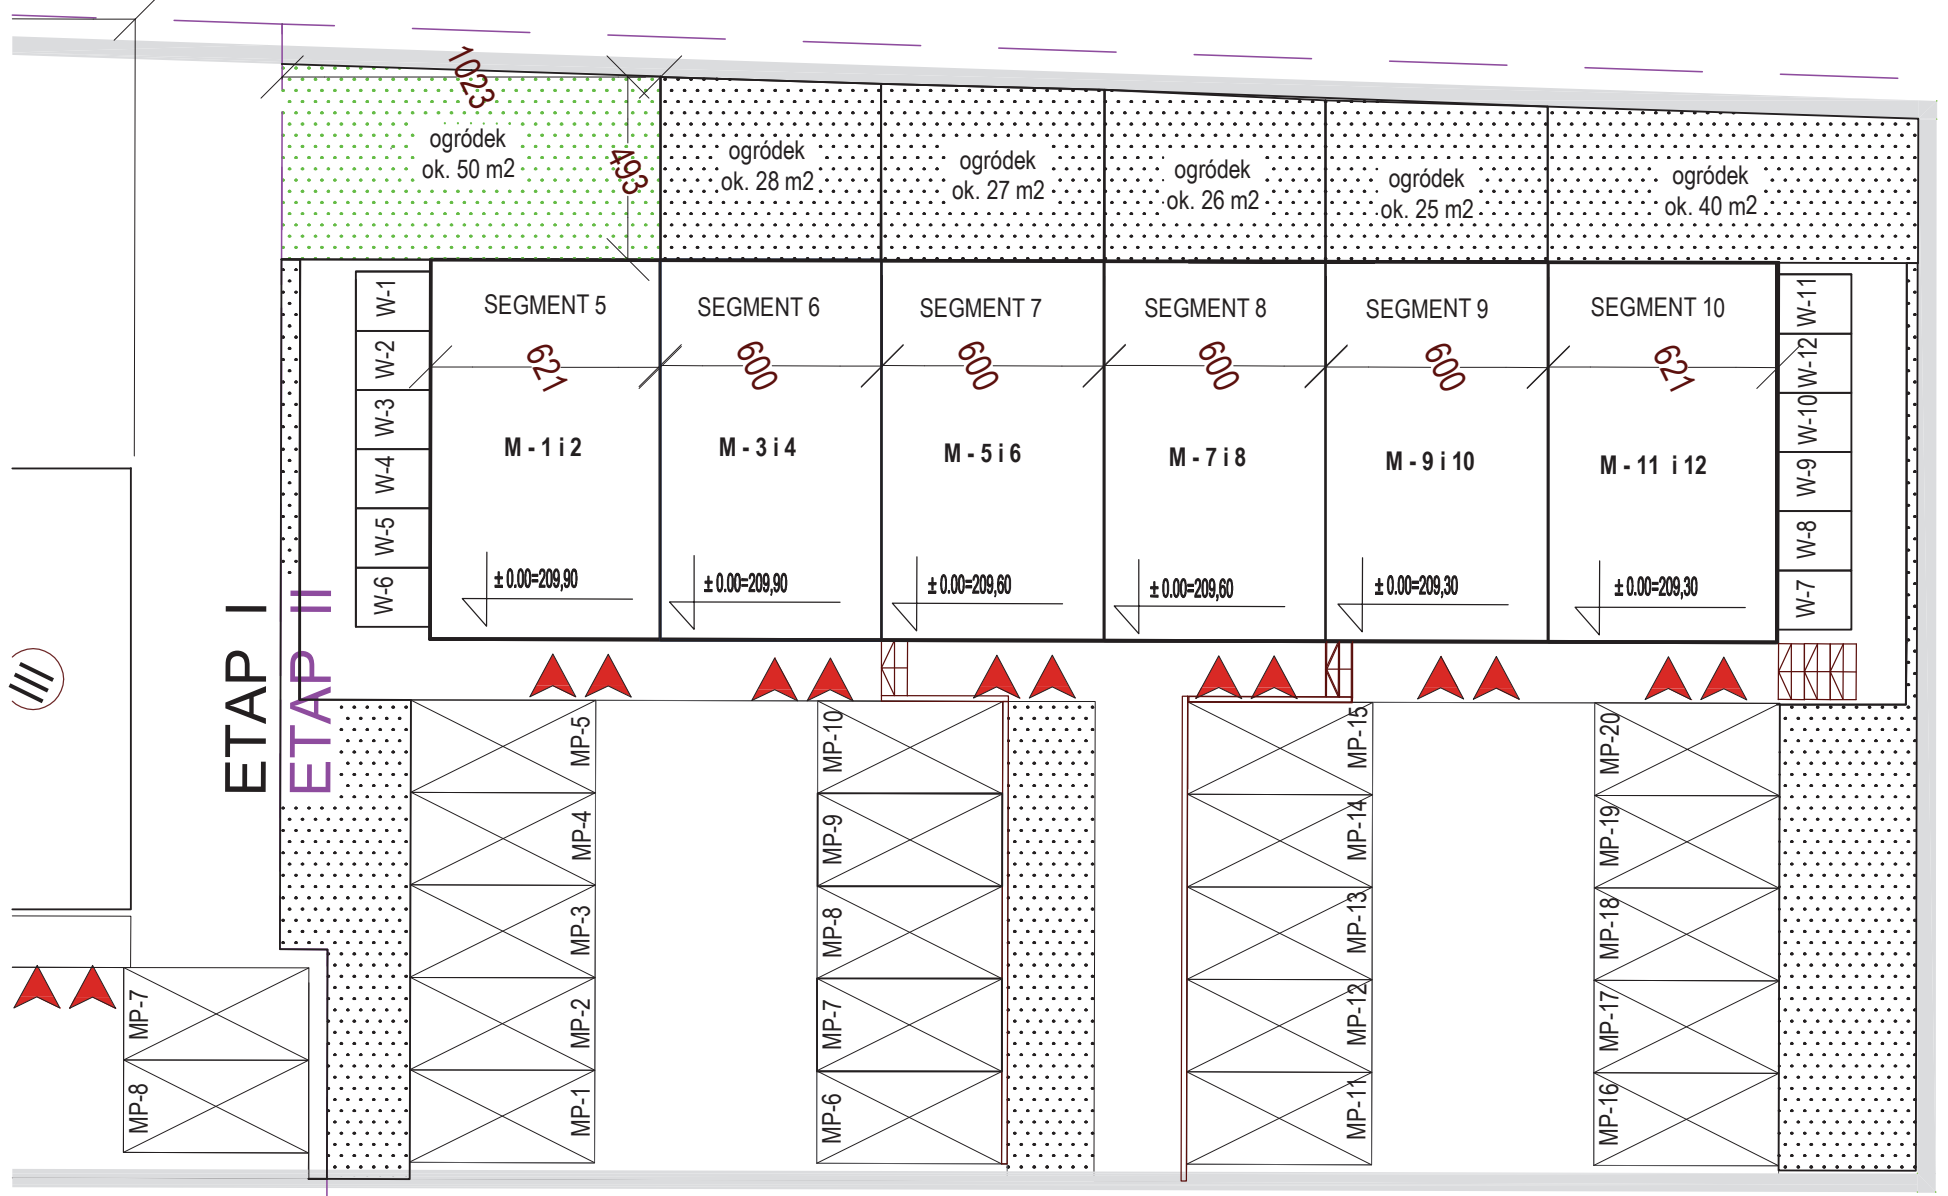 1023
493
ogródek
ok. 50 m2
ogródek
ok. 28 m2
ogródek
ok. 27 m2
ogródek
ok. 26 m2
ogródek
ok. 25 m2
ogródek
ok. 40 m2
W-1
W-2
W-3
W-4
W-5
W-6
SEGMENT 5
SEGMENT 6
SEGMENT 7
SEGMENT 8
SEGMENT 9
SEGMENT 10
621
600
600
600
600
621
M - 1 i 2
M - 3 i 4
M - 5 i 6
M - 7 i 8
M - 9 i 10
M - 11 i 12
± 0.00=209,90
± 0.00=209,90
± 0.00=209,60
± 0.00=209,60
± 0.00=209,30
± 0.00=209,30
W-11
W-12
W-10
W-9
W-8
W-7
ETAP I
ETAP II
MP-5
MP-4
MP-3
MP-2
MP-1
MP-10
MP-9
MP-8
MP-7
MP-6
MP-15
MP-14
MP-13
MP-12
MP-11
MP-20
MP-19
MP-18
MP-17
MP-16
MP-7
MP-8